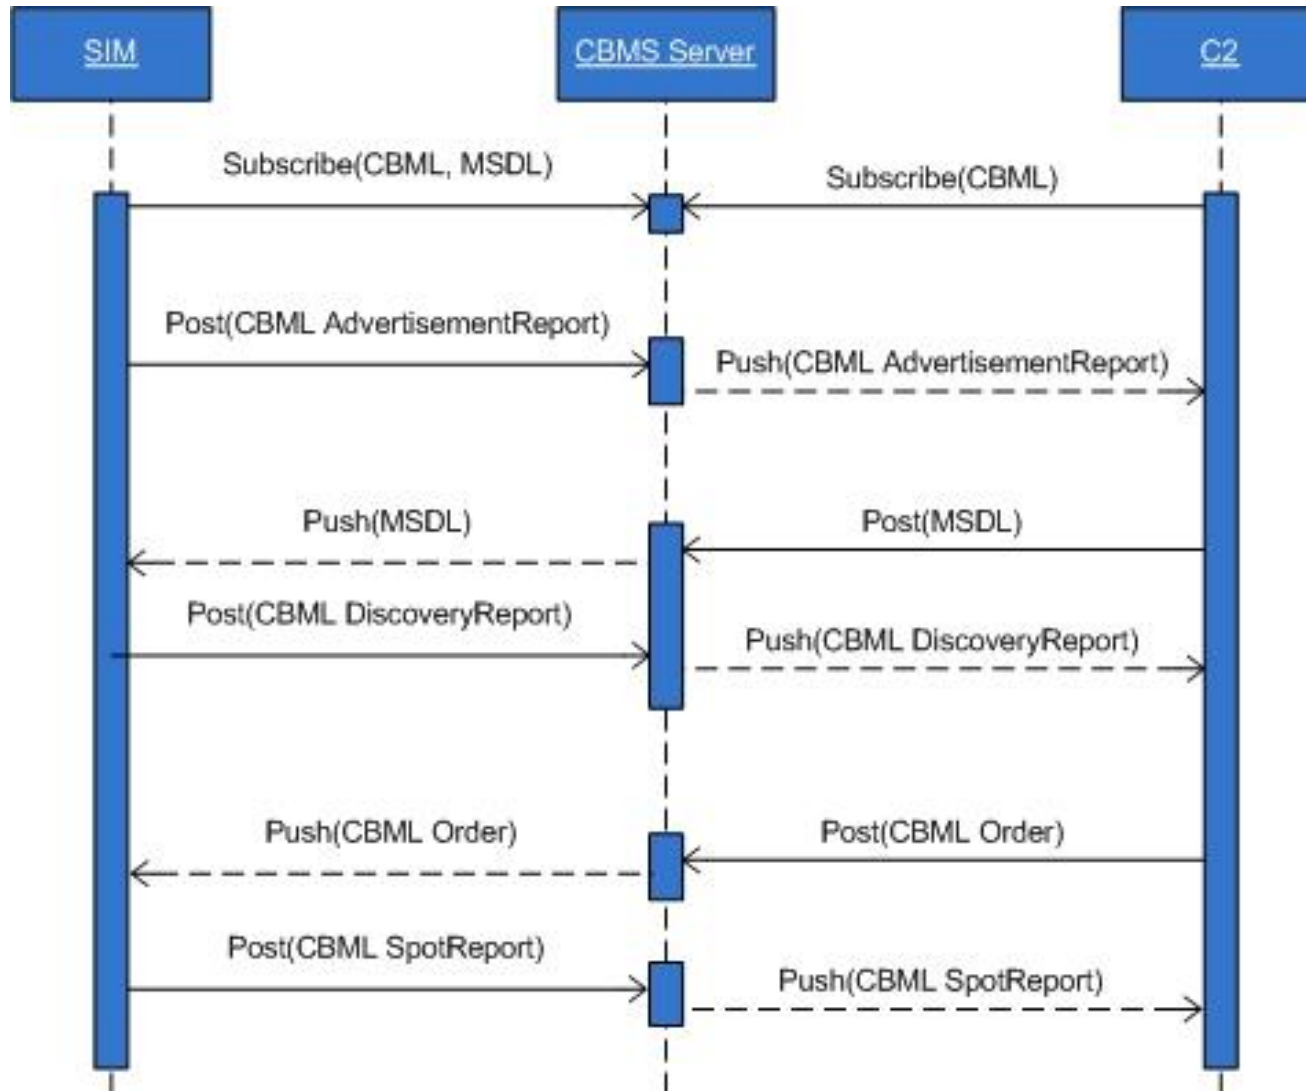 SIM
CBMS Server
C2
Subscribe(CBML, MSDL)
Subscribe(CBML)
Post(CBML AdvertisementReport)
Push(CBML AdvertisementReport)
Push(MSDL)
Post(MSDL)
Post(CBML DiscoveryReport)
Push(CBML DiscoveryReport)
Push(CBML Order)
Post(CBML Order)
Post(CBML SpotReport)
Push(CBML SpotReport)